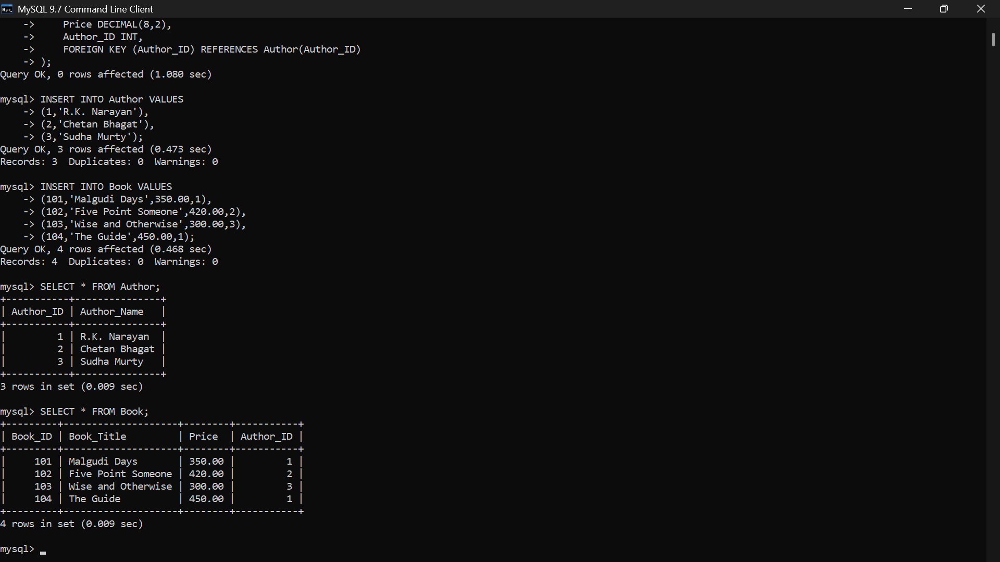 MySQL 9.7 Command Line Client
    ->     Price DECIMAL(8,2),
    ->     Author_ID INT,
    ->     FOREIGN KEY (Author_ID) REFERENCES Author(Author_ID)
    -> );
Query OK, 0 rows affected (1.080 sec)

mysql> INSERT INTO Author VALUES
    -> (1,'R.K. Narayan'),
    -> (2,'Chetan Bhagat'),
    -> (3,'Sudha Murty');
Query OK, 3 rows affected (0.473 sec)
Records: 3  Duplicates: 0  Warnings: 0

mysql> INSERT INTO Book VALUES
    -> (101,'Malgudi Days',350.00,1),
    -> (102,'Five Point Someone',420.00,2),
    -> (103,'Wise and Otherwise',300.00,3),
    -> (104,'The Guide',450.00,1);
Query OK, 4 rows affected (0.468 sec)
Records: 4  Duplicates: 0  Warnings: 0

mysql> SELECT * FROM Author;
+-----------+---------------+
| Author_ID | Author_Name   |
+-----------+---------------+
|         1 | R.K. Narayan  |
|         2 | Chetan Bhagat |
|         3 | Sudha Murty   |
+-----------+---------------+
3 rows in set (0.009 sec)

mysql> SELECT * FROM Book;
+---------+--------------------+--------+-----------+
| Book_ID | Book_Title         | Price  | Author_ID |
+---------+--------------------+--------+-----------+
|     101 | Malgudi Days       | 350.00 |         1 |
|     102 | Five Point Someone | 420.00 |         2 |
|     103 | Wise and Otherwise | 300.00 |         3 |
|     104 | The Guide          | 450.00 |         1 |
+---------+--------------------+--------+-----------+
4 rows in set (0.009 sec)

mysql> _